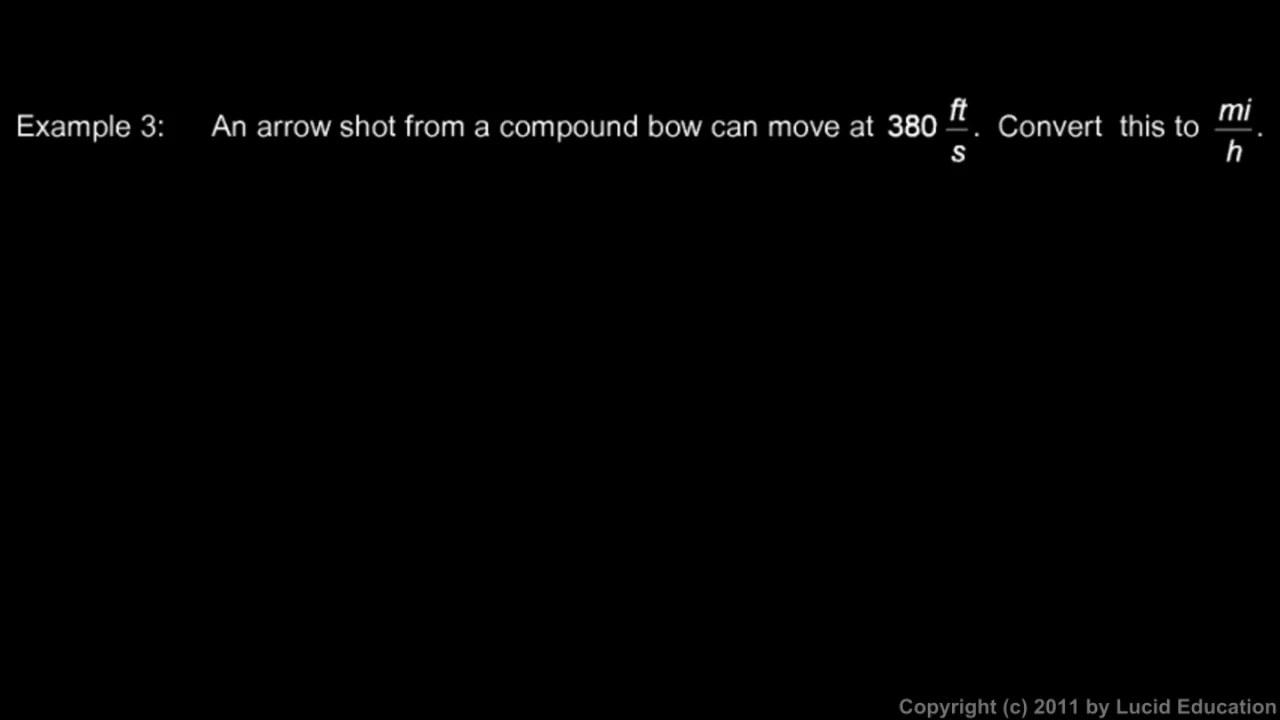 Example 3: An arrow shot from a compound bow can move at 380 ft/s. Convert this to mi/h.
Copyright (c) 2011 by Lucid Education